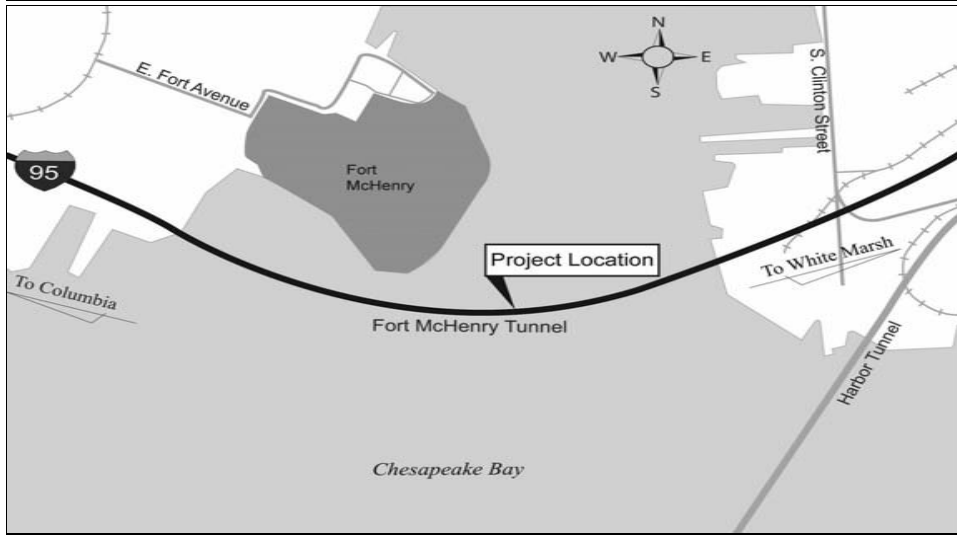 N
W E
S
E. Fort Avenue
S. Clinton Street
95
Fort
McHenry
Project Location
To White Marsh
To Columbia
Fort McHenry Tunnel
Harbor Tunnel
Chesapeake Bay